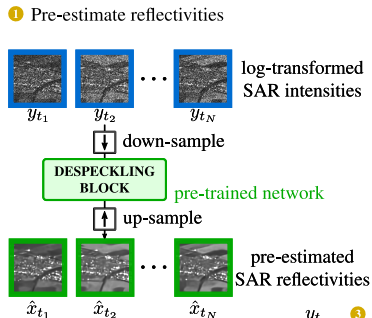 1 Pre-estimate reflectivities
log-transformed
SAR intensities
y_{t_1} y_{t_2} y_{t_N}
down-sample
DESPECKLING
BLOCK
pre-trained network
up-sample
pre-estimated
SAR reflectivities
x̂_{t_1} x̂_{t_2} x̂_{t_N} y_t 3